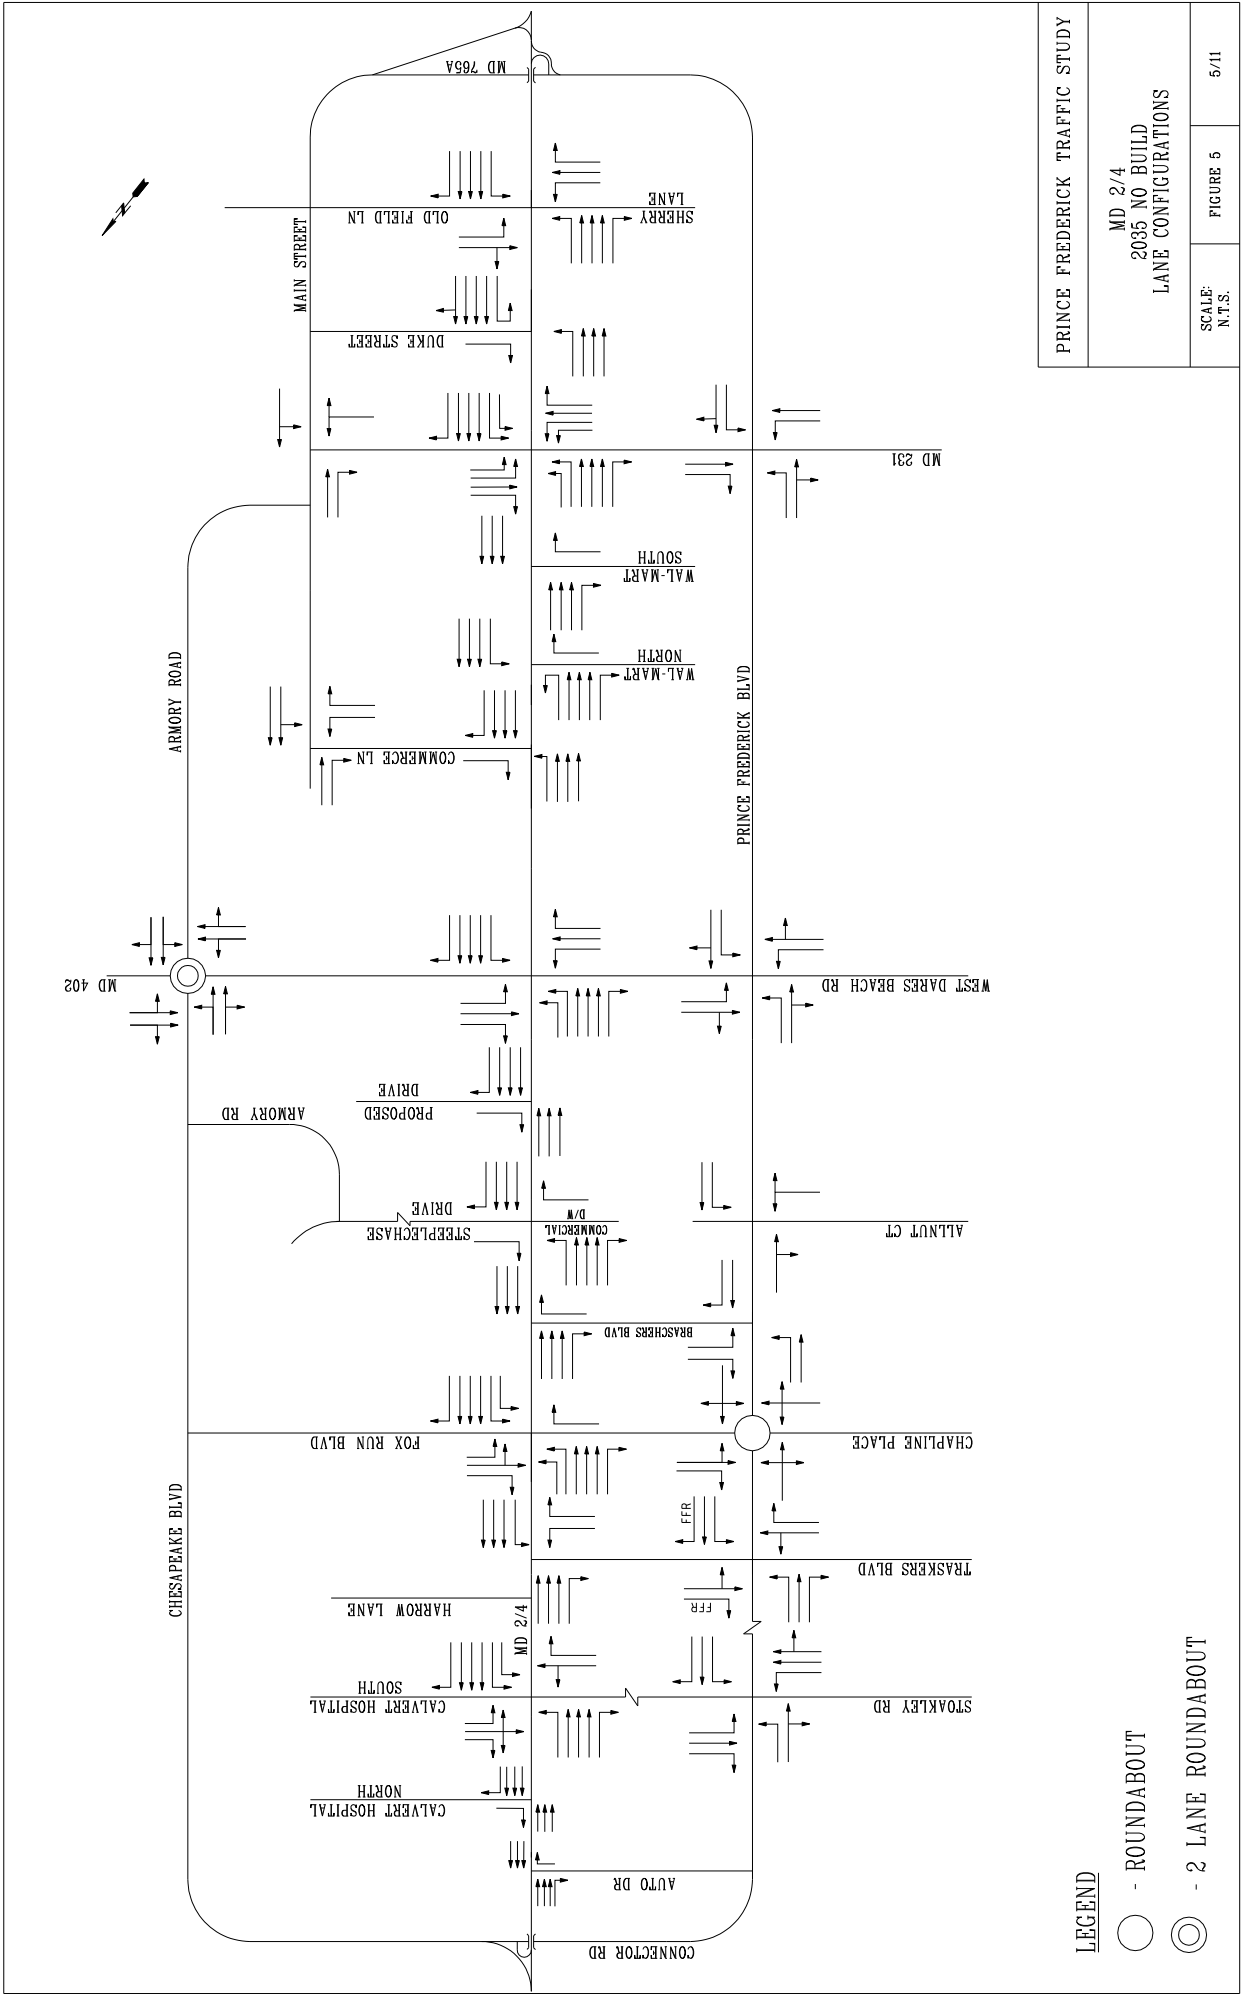 PRINCE FREDERICK TRAFFIC STUDY
MD 2/4
2035 NO BUILD
LANE CONFIGURATIONS
SCALE:
N.T.S.
FIGURE 5
5/11
MD 765A
MAIN STREET
OLD FIELD LN
SHERRY
LANE
DUKE STREET
MD 231
WAL-MART
SOUTH
WAL-MART
NORTH
ARMORY ROAD
COMMERCE LN
PRINCE FREDERICK BLVD
MD 402
WEST DARES BEACH RD
PROPOSED
DRIVE
ARMORY RD
STEEPLECHASE
DRIVE
COMMERCIAL
D/W
ALLNUT CT
BRASCHERS BLVD
FOX RUN BLVD
CHAPLINE PLACE
CHESAPEAKE BLVD
FFR
TRASKERS BLVD
FFR
HARROW LANE
MD 2/4
CALVERT HOSPITAL
SOUTH
STOAKLEY RD
CALVERT HOSPITAL
NORTH
AUTO DR
CONNECTOR RD
LEGEND
- ROUNDABOUT
- 2 LANE ROUNDABOUT